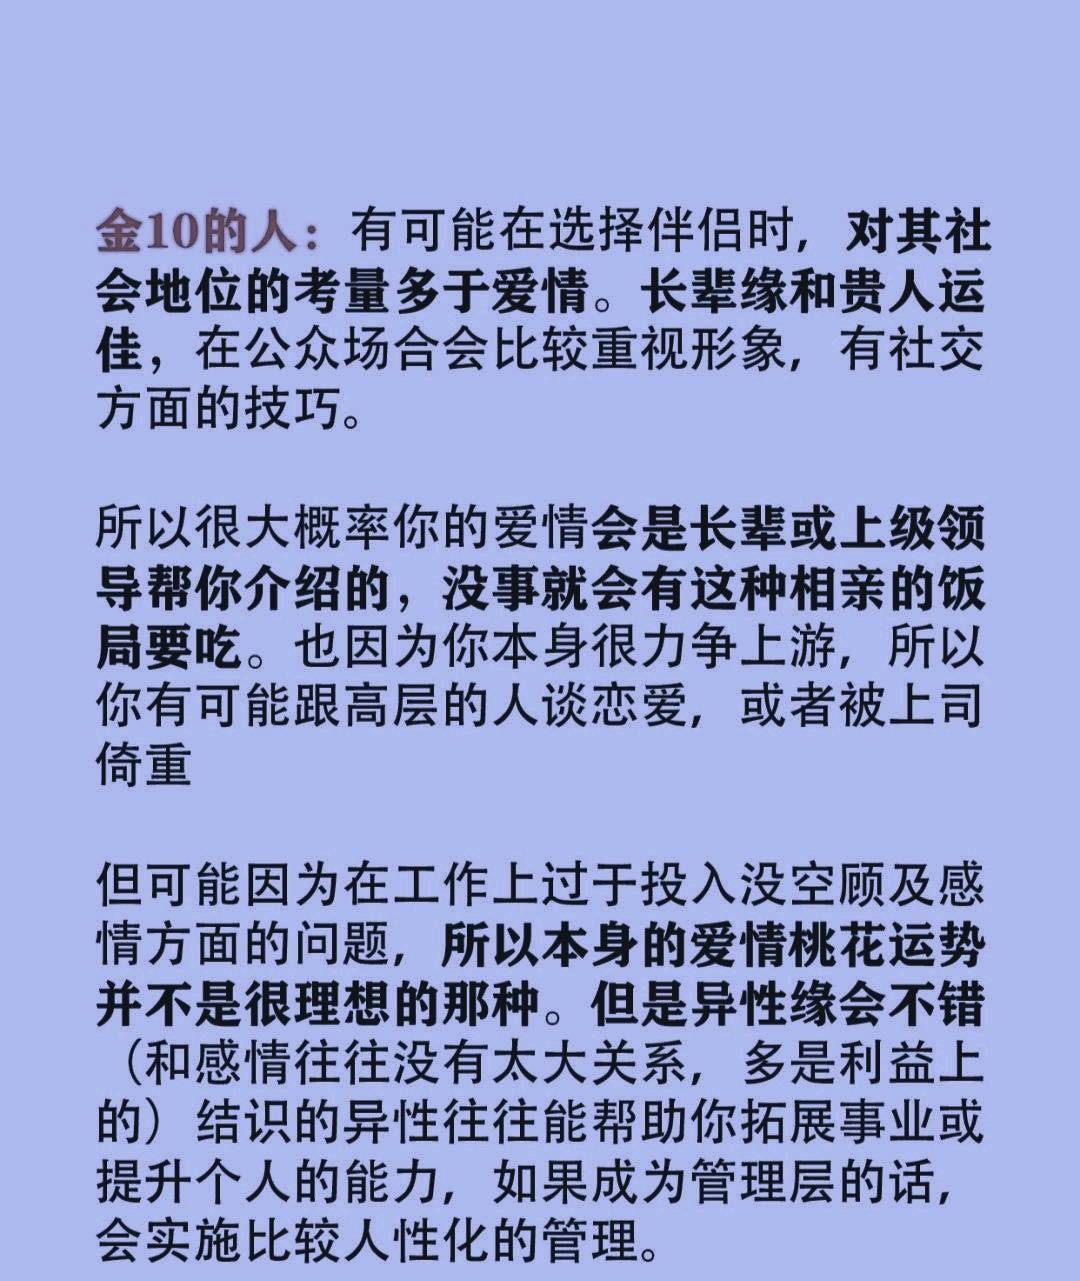 金10的人：有可能在选择伴侣时，对其社
会地位的考量多于爱情。长辈缘和贵人运
佳，在公众场合会比较重视形象，有社交
方面的技巧。
所以很大概率你的爱情会是长辈或上级领
导帮你介绍的，没事就会有这种相亲的饭
局要吃。也因为你本身很力争上游，所以
你有可能跟高层的人谈恋爱，或者被上司
倚重
但可能因为在工作上过于投入没空顾及感
情方面的问题，所以本身的爱情桃花运势
并不是很理想的那种。但是异性缘会不错
（和感情往往没有太大关系，多是利益上
的）结识的异性往往能帮助你拓展事业或
提升个人的能力，如果成为管理层的话，
会实施比较人性化的管理。